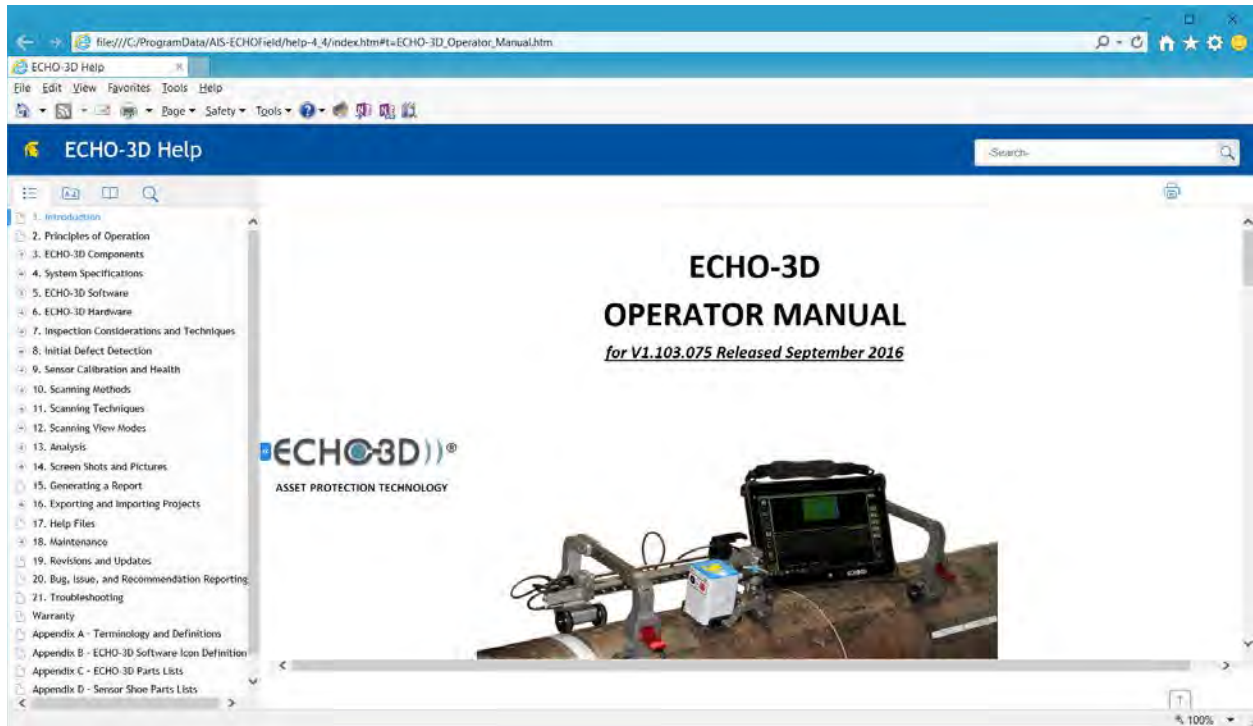 file:///C:/ProgramData/AIS-ECHOField/help-4_4/index.htm#t=ECHO-3D_Operator_Manual.htm
ECHO-3D Help
File Edit View Favorites Tools Help
Page Safety Tools
ECHO-3D Help
-Search-
1. Introduction
2. Principles of Operation
3. ECHO-3D Components
4. System Specifications
5. ECHO-3D Software
6. ECHO-3D Hardware
7. Inspection Considerations and Techniques
8. Initial Defect Detection
9. Sensor Calibration and Health
10. Scanning Methods
11. Scanning Techniques
12. Scanning View Modes
13. Analysis
14. Screen Shots and Pictures
15. Generating a Report
16. Exporting and Importing Projects
17. Help Files
18. Maintenance
19. Revisions and Updates
20. Bug, Issue, and Recommendation Reporting
21. Troubleshooting
Warranty
Appendix A - Terminology and Definitions
Appendix B - ECHO-3D Software Icon Definition
Appendix C - ECHO-3D Parts Lists
Appendix D - Sensor Shoe Parts Lists
ECHO-3D
OPERATOR MANUAL
for V1.103.075 Released September 2016
ECHO-3D))®
ASSET PROTECTION TECHNOLOGY
100%